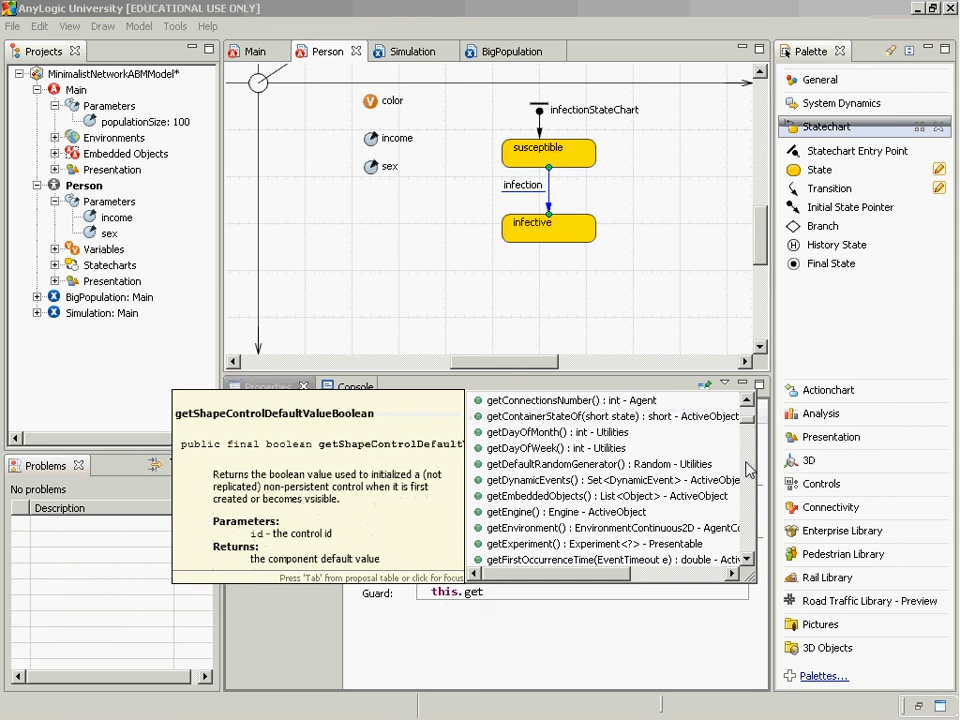 AnyLogic University [EDUCATIONAL USE ONLY]
File Edit View Draw Model Tools Help
Projects
MinimalistNetworkABMModel*
Main
Parameters
populationSize: 100
Environments
Embedded Objects
Presentation
Person
Parameters
income
sex
Variables
Statecharts
Presentation
BigPopulation: Main
Simulation: Main
Problems
No problems
Description
Main Person Simulation BigPopulation
color
income
sex
infectionStateChart
susceptible
infection
infective
Properties Console
getShapeControlDefaultValueBoolean
public final boolean getShapeControlDefault
Returns the boolean value used to initialized a (not
replicated) non-persistent control when it is first
created or becomes vsisible.
Parameters:
id - the control id
Returns:
the component default value
Press 'Tab' from proposal table or click for focus
getConnectionsNumber() : int - Agent
getContainerStateOf(short state) : short - ActiveObject
getDayOfMonth() : int - Utilities
getDayOfWeek() : int - Utilities
getDefaultRandomGenerator() : Random - Utilities
getDynamicEvents() : Set<DynamicEvent> - ActiveObje
getEmbeddedObjects() : List<Object> - ActiveObject
getEngine() : Engine - ActiveObject
getEnvironment() : EnvironmentContinuous2D - AgentCo
getExperiment() : Experiment<?> - Presentable
getFirstOccurrenceTime(EventTimeout e) : double - Acti
Guard: this.get
Palette
General
System Dynamics
Statechart
Statechart Entry Point
State
Transition
Initial State Pointer
Branch
History State
Final State
Actionchart
Analysis
Presentation
3D
Controls
Connectivity
Enterprise Library
Pedestrian Library
Rail Library
Road Traffic Library - Preview
Pictures
3D Objects
Palettes...